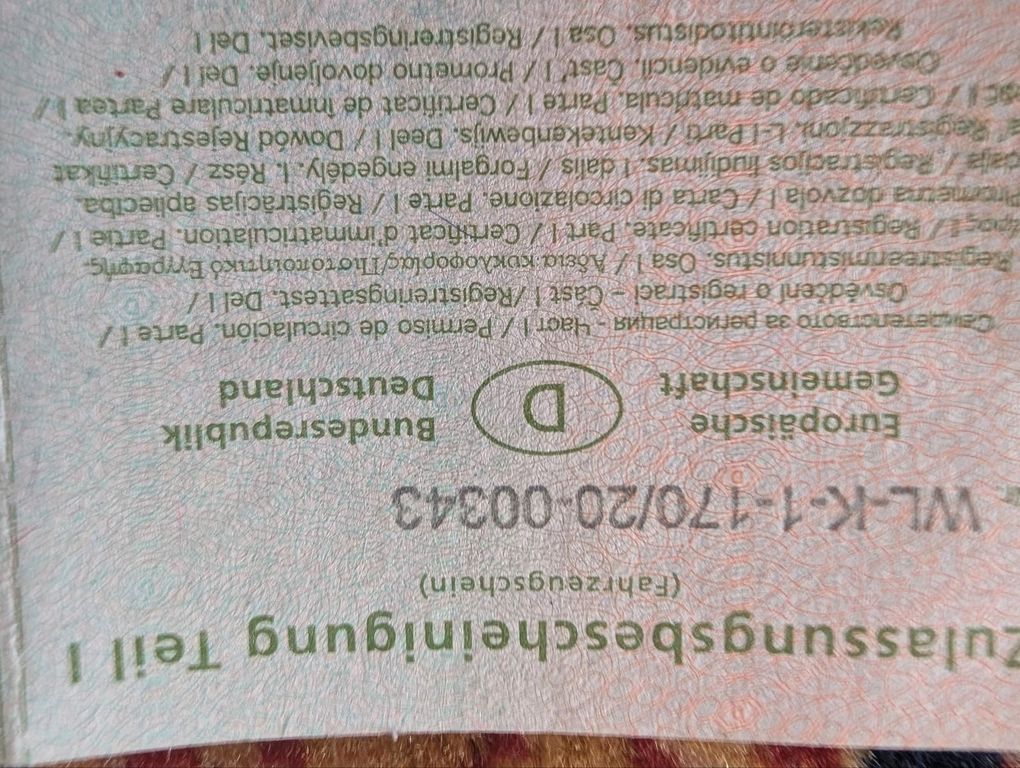 Zulassungsbescheinigung Teil I
(Fahrzeugschein)
WL-K-1-170/20-00343
Europäische Gemeinschaft
D
Bundesrepublik Deutschland
Свидетелството за регистрация - Част I / Permiso de circulación. Parte I /
Osvědčení o registraci – Část I /Registreringsattest. Del I /
Registreerimistunnistus. Osa I / Άδεια κυκλοφορίας/Πιστοποιητικό Εγγραφής.
I / Registration certificate. Part I / Certificat d'immatriculation. Partie I /
Prometna dozvola I / Carta di circolazione. Parte I / Reģistrācijas apliecība.
/ Registracijos liudijimas. I dalis / Forgalmi engedély. I. Rész / Certifikat
Registrazzjoni. L-I Parti / Kentekenbewijs. Deel I / Dowód Rejestracyjny.
I / Certificado de matrícula. Parte I / Certificat de înmatriculare Partea I /
Osvedčenie o evidencii. Časť I / Prometno dovoljenje. Del I /
Rekisteröintitodistus. Osa I / Registreringsbeviset. Del I